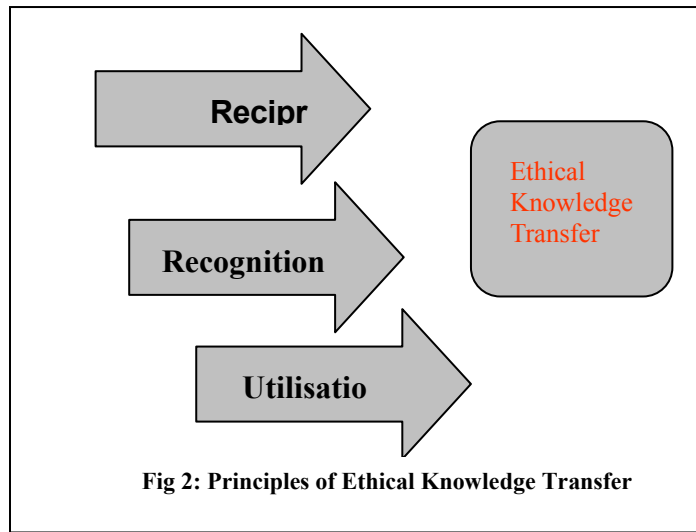 Recipr
Ethical
Knowledge
Transfer
Recognition
Utilisatio
Fig 2: Principles of Ethical Knowledge Transfer